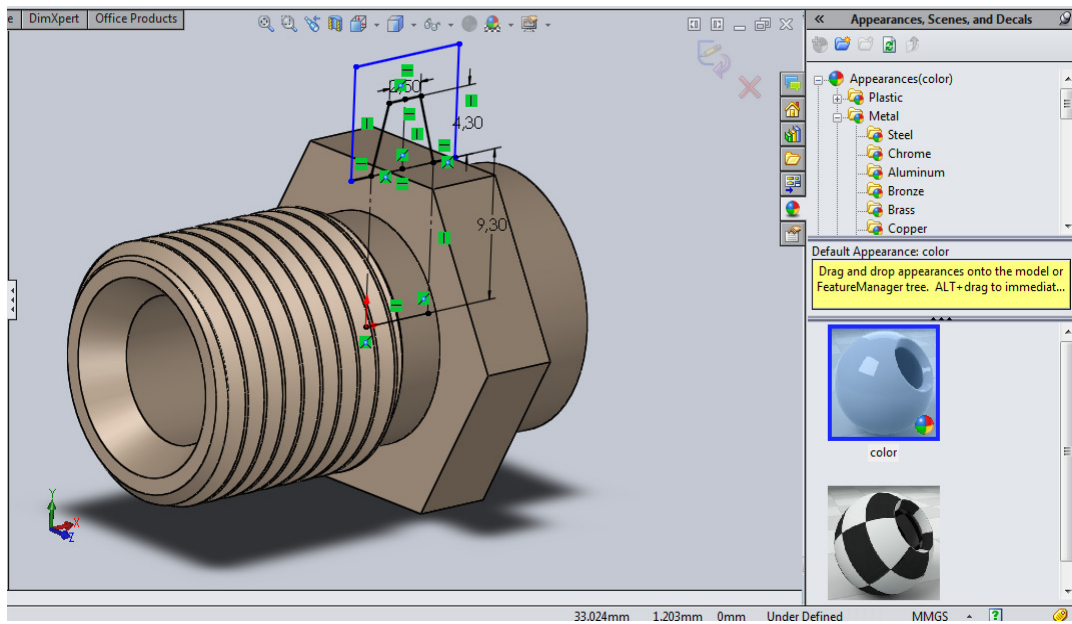 e
DimXpert
Office Products
Appearances, Scenes, and Decals
Appearances(color)
Plastic
Metal
Steel
Chrome
Aluminum
Bronze
Brass
Copper
Default Appearance: color
Drag and drop appearances onto the model or
FeatureManager tree. ALT+drag to immediat...
color
4,30
9,30
Y
X
Z
33.024mm 1.203mm 0mm Under Defined MMGS